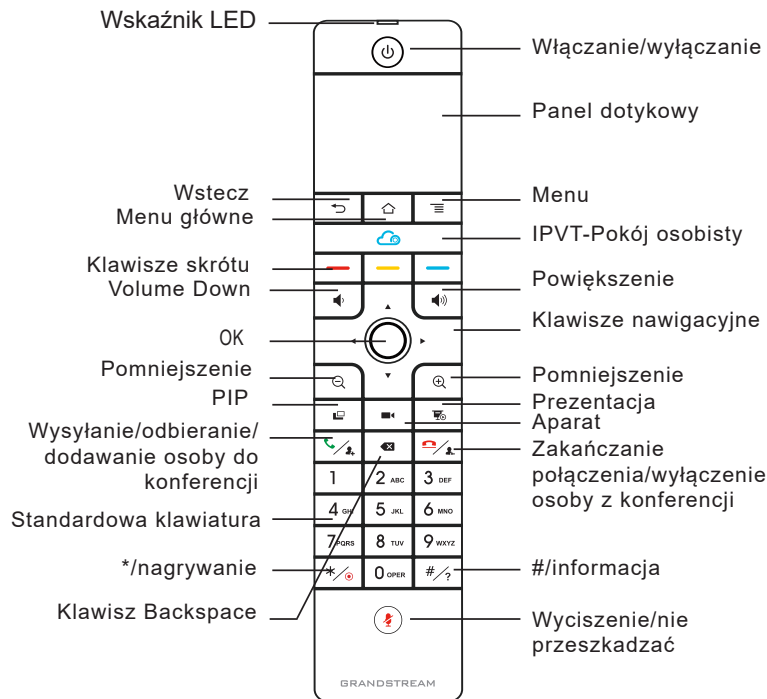 Wskaźnik LED
Włączanie/wyłączanie
Panel dotykowy
Wstecz
Menu główne
Menu
IPVT-Pokój osobisty
Klawisze skrótu
Volume Down
Powiększenie
Klawisze nawigacyjne
OK
Pomniejszenie
PIP
Pomniejszenie
Prezentacja
Aparat
Wysyłanie/odbieranie/
dodawanie osoby do
konferencji
Zakańczanie
połączenia/wyłączenie
osoby z konferencji
Standardowa klawiatura
1 2 ABC 3 DEF
4 GHI 5 JKL 6 MNO
7 PQRS 8 TUV 9 WXYZ
* 0 OPER #/?
*/nagrywanie
#/informacja
Klawisz Backspace
Wyciszenie/nie
przeszkadzać
GRANDSTREAM